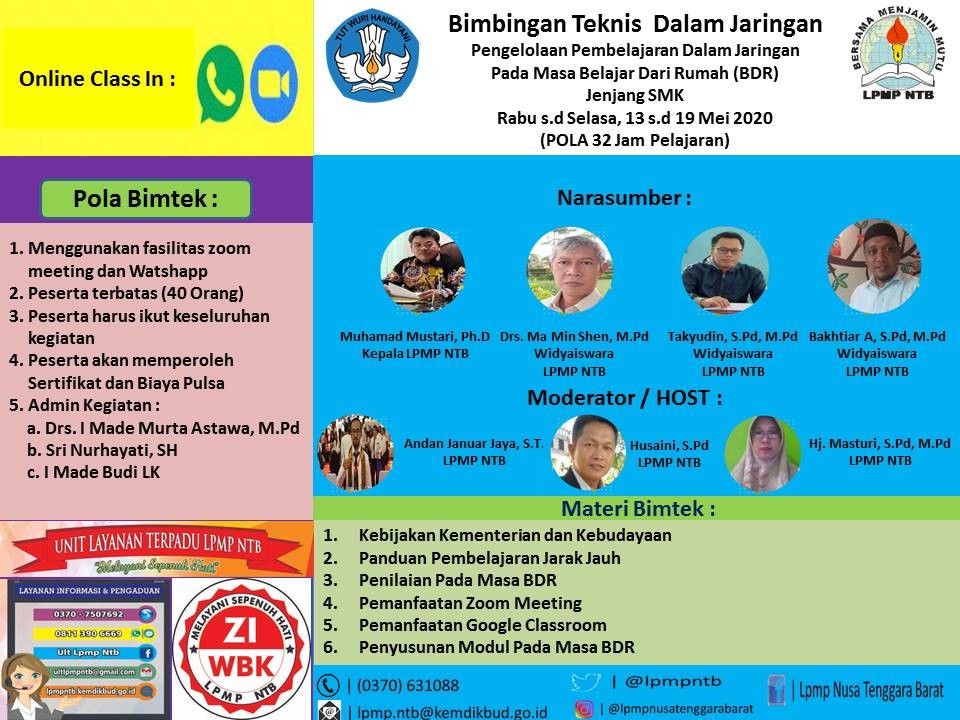 Online Class In :
TUT WURI HANDAYANI
Bimbingan Teknis Dalam Jaringan
Pengelolaan Pembelajaran Dalam Jaringan
Pada Masa Belajar Dari Rumah (BDR)
Jenjang SMK
Rabu s.d Selasa, 13 s.d 19 Mei 2020
(POLA 32 Jam Pelajaran)
BERSAMA MENJAMIN MUTU
LPMP NTB
Pola Bimtek :
1. Menggunakan fasilitas zoom
meeting dan Watshapp
2. Peserta terbatas (40 Orang)
3. Peserta harus ikut keseluruhan
kegiatan
4. Peserta akan memperoleh
Sertifikat dan Biaya Pulsa
5. Admin Kegiatan :
a. Drs. I Made Murta Astawa, M.Pd
b. Sri Nurhayati, SH
c. I Made Budi LK
Narasumber :
Muhamad Mustari, Ph.D
Kepala LPMP NTB
Drs. Ma Min Shen, M.Pd
Widyaiswara
LPMP NTB
Takyudin, S.Pd, M.Pd
Widyaiswara
LPMP NTB
Bakhtiar A, S.Pd, M.Pd
Widyaiswara
LPMP NTB
Moderator / HOST :
Andan Januar Jaya, S.T.
LPMP NTB
Husaini, S.Pd
LPMP NTB
Hj. Masturi, S.Pd, M.Pd
LPMP NTB
Materi Bimtek :
1. Kebijakan Kementerian dan Kebudayaan
2. Panduan Pembelajaran Jarak Jauh
3. Penilaian Pada Masa BDR
4. Pemanfaatan Zoom Meeting
5. Pemanfaatan Google Classroom
6. Penyusunan Modul Pada Masa BDR
UNIT LAYANAN TERPADU LPMP NTB
"Melayani Sepenuh Hati"
LAYANAN INFORMASI & PENGADUAN
0370 - 7507692
0811 390 6669
Ult Lpmp Ntb
ultlpmpntb@gmail.com
lpmpntb.kemdikbud.go.id
MELAYANI SEPENUH HATI
ZI
WBK
LPMP NTB
| (0370) 631088
| lpmp.ntb@kemdikbud.go.id
| @lpmpntb
| @lpmpnusatenggarabarat
| Lpmp Nusa Tenggara Barat